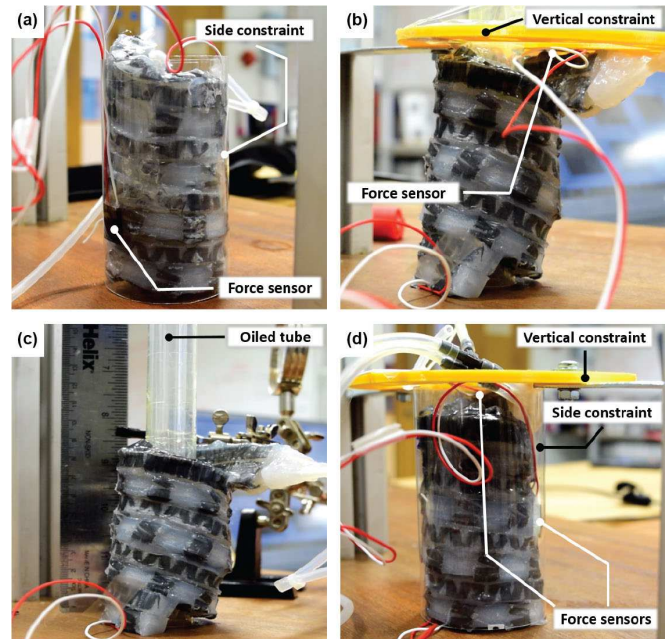 (a)
Side constraint
Force sensor
(b)
Vertical constraint
Force sensor
(c)
Oiled tube
Helix
(d)
Vertical constraint
Side constraint
Force sensors